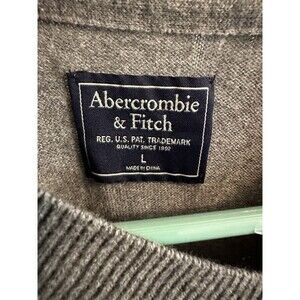 Abercrombie
& Fitch
REG. U.S. PAT. TRADEMARK
QUALITY SINCE 1892
L
MADE IN CHINA